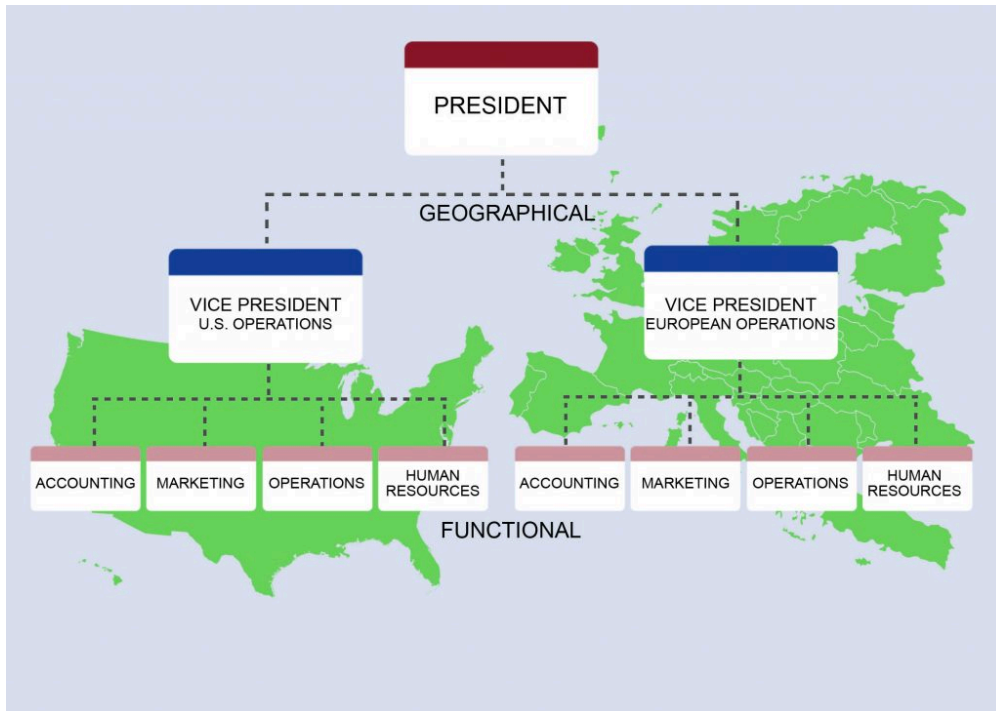 PRESIDENT
GEOGRAPHICAL
VICE PRESIDENT
U.S. OPERATIONS
VICE PRESIDENT
EUROPEAN OPERATIONS
ACCOUNTING
MARKETING
OPERATIONS
HUMAN
RESOURCES
ACCOUNTING
MARKETING
OPERATIONS
HUMAN
RESOURCES
FUNCTIONAL